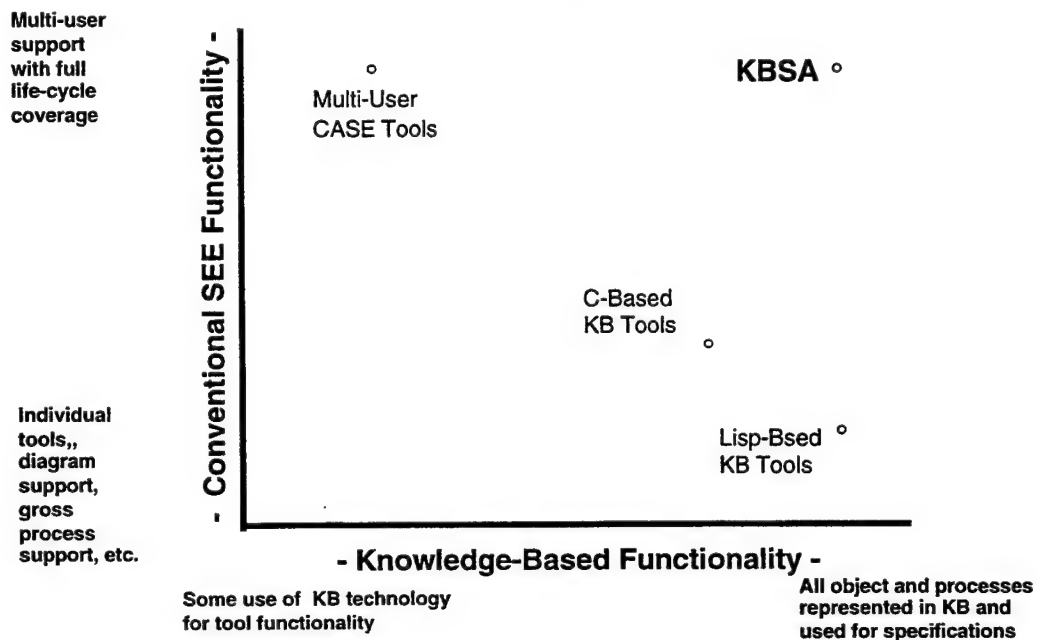 Multi-user
support
with full
life-cycle
coverage
- Conventional SEE Functionality -
Multi-User
CASE Tools
KBSA
C-Based
KB Tools
Lisp-Bsed
KB Tools
Individual
tools,,
diagram
support,
gross
process
support, etc.
- Knowledge-Based Functionality -
Some use of KB technology
for tool functionality
All object and processes
represented in KB and
used for specifications